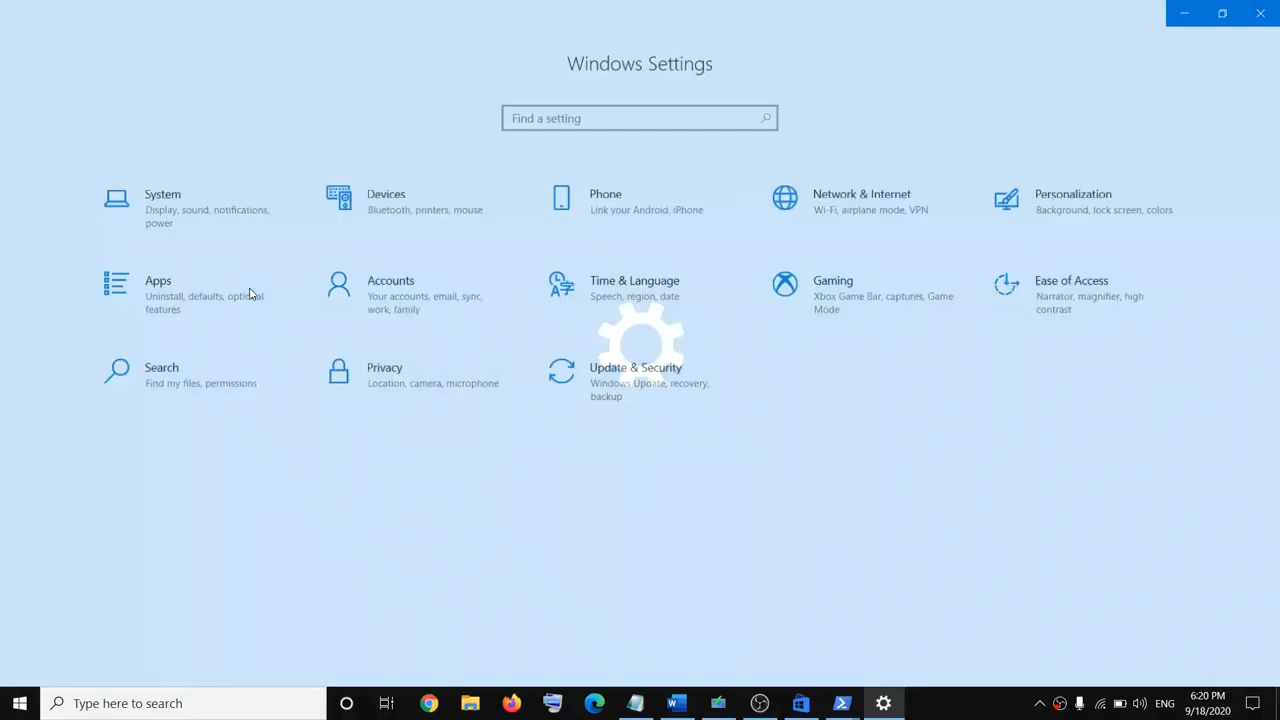 Windows Settings
Find a setting
System
Display, sound, notifications,
power
Devices
Bluetooth, printers, mouse
Phone
Link your Android, iPhone
Network & Internet
Wi-Fi, airplane mode, VPN
Personalization
Background, lock screen, colors
Apps
Uninstall, defaults, optional
features
Accounts
Your accounts, email, sync,
work, family
Time & Language
Speech, region, date
Gaming
Xbox Game Bar, captures, Game
Mode
Ease of Access
Narrator, magnifier, high
contrast
Search
Find my files, permissions
Privacy
Location, camera, microphone
Update & Security
Windows Update, recovery,
backup
Type here to search
ENG
6:20 PM
9/18/2020